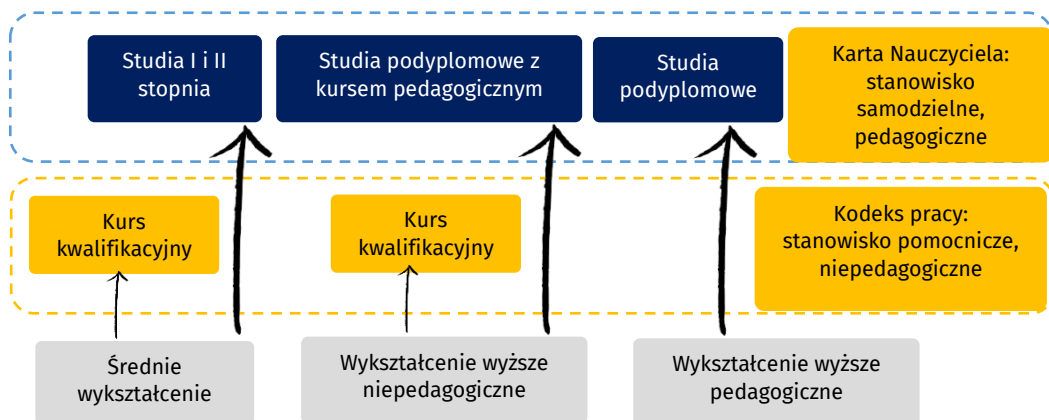 Studia I i II
stopnia
Studia podyplomowe z
kursem pedagogicznym
Studia
podyplomowe
Karta Nauczyciela:
stanowisko
samodzielne,
pedagogiczne
Kurs
kwalifikacyjny
Kurs
kwalifikacyjny
Kodeks pracy:
stanowisko pomocnicze,
niepedagogiczne
Średnie
wykształcenie
Wykształcenie wyższe
niepedagogiczne
Wykształcenie wyższe
pedagogiczne